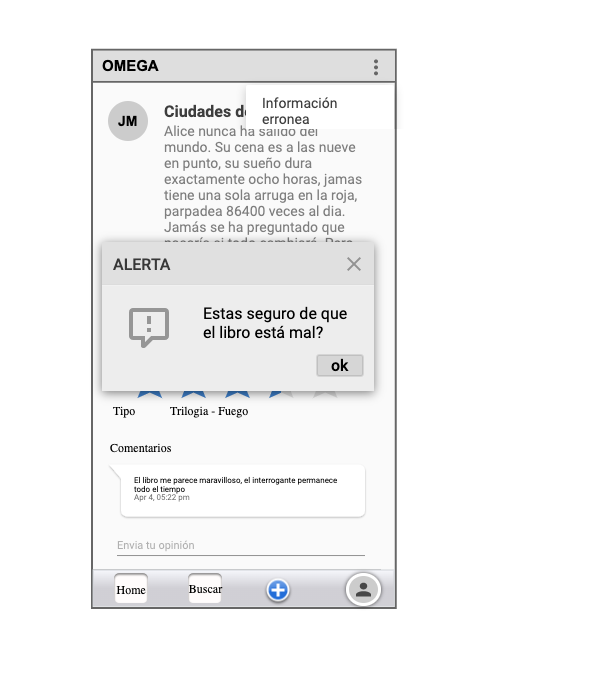 OMEGA
Información
erronea
JM
Ciudades de
Alice nunca ha salido del
mundo. Su cena es a las nueve
en punto, su sueño dura
exactamente ocho horas, jamas
tiene una sola arruga en la roja,
parpadea 86400 veces al dia.
Jamás se ha preguntado que
ALERTA
Estas seguro de que
el libro está mal?
ok
Tipo
Trilogia - Fuego
Comentarios
El libro me parece maravilloso, el interrogante permanece
todo el tiempo
Apr 4, 05:22 pm
Envia tu opinión
Home
Buscar